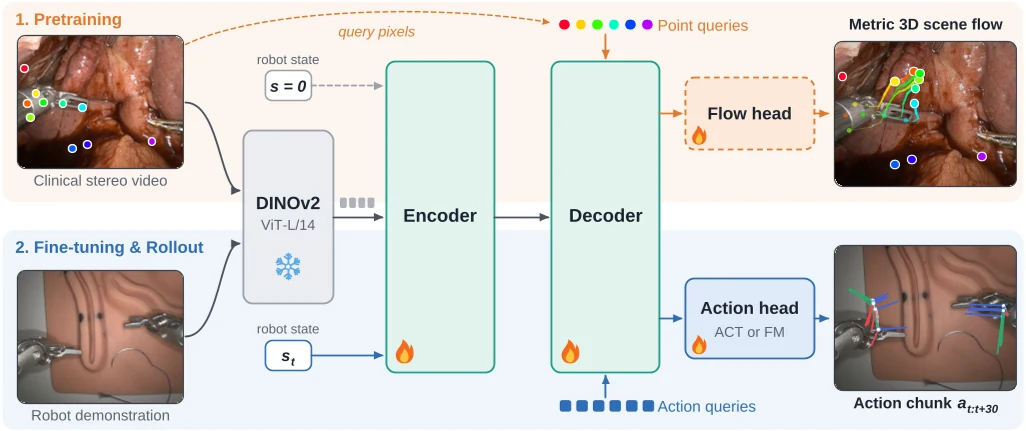 1. Pretraining
query pixels
Point queries
Metric 3D scene flow
robot state
s = 0
Flow head
Clinical stereo video
DINOv2
ViT-L/14
Encoder
Decoder
2. Fine-tuning & Rollout
robot state
s_t
Action head
ACT or FM
Robot demonstration
Action queries
Action chunk a_t:t+30